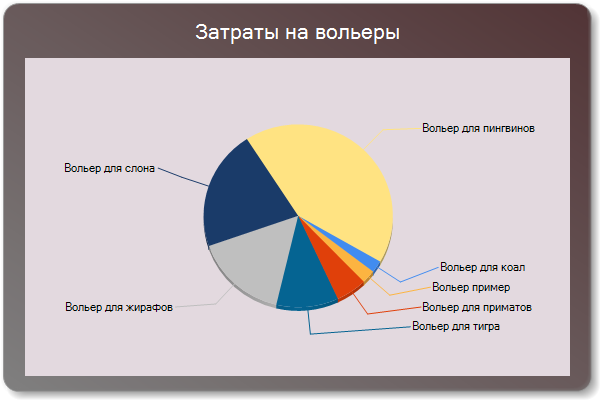 Затраты на вольеры
Вольер для пингвинов
Вольер для слона
Вольер для коал
Вольер пример
Вольер для жирафов
Вольер для приматов
Вольер для тигра